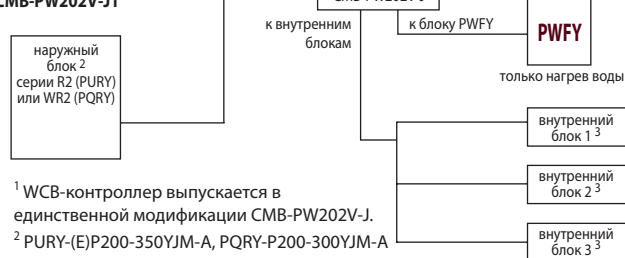 CMB-PW202V-J1
к внутренним
блокам
к блоку PWFY
PWFY
только нагрев воды
наружный
блок 2
серии R2 (PURY)
или WR2 (PQRY)
внутренний
блок 1 3
внутренний
блок 2 3
внутренний
блок 3 3
1 WCB-контроллер выпускается в
единственной модификации CMB-PW202V-J.
2 PURY-(E)P200-350YJM-A, PQRY-P200-300YJM-A